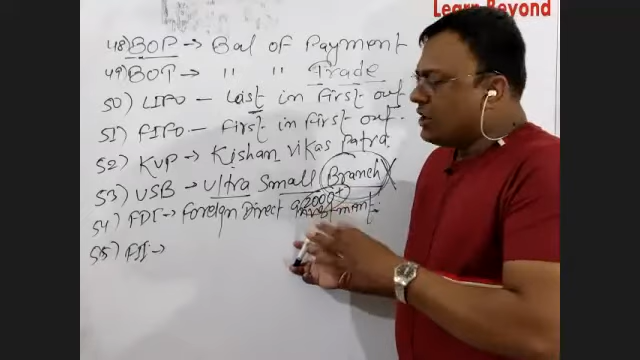 Learn Beyond
48) BOP → Bal of Payment
49) BOT → " " Trade
50) LIFO – Last in First out
51) FIFO – First in First out.
52) KVP → Kishan Vikas Patra
53) USB → Ultra Small Branch
2000+
54) FDI → Foreign Direct Investment.
55) FII →